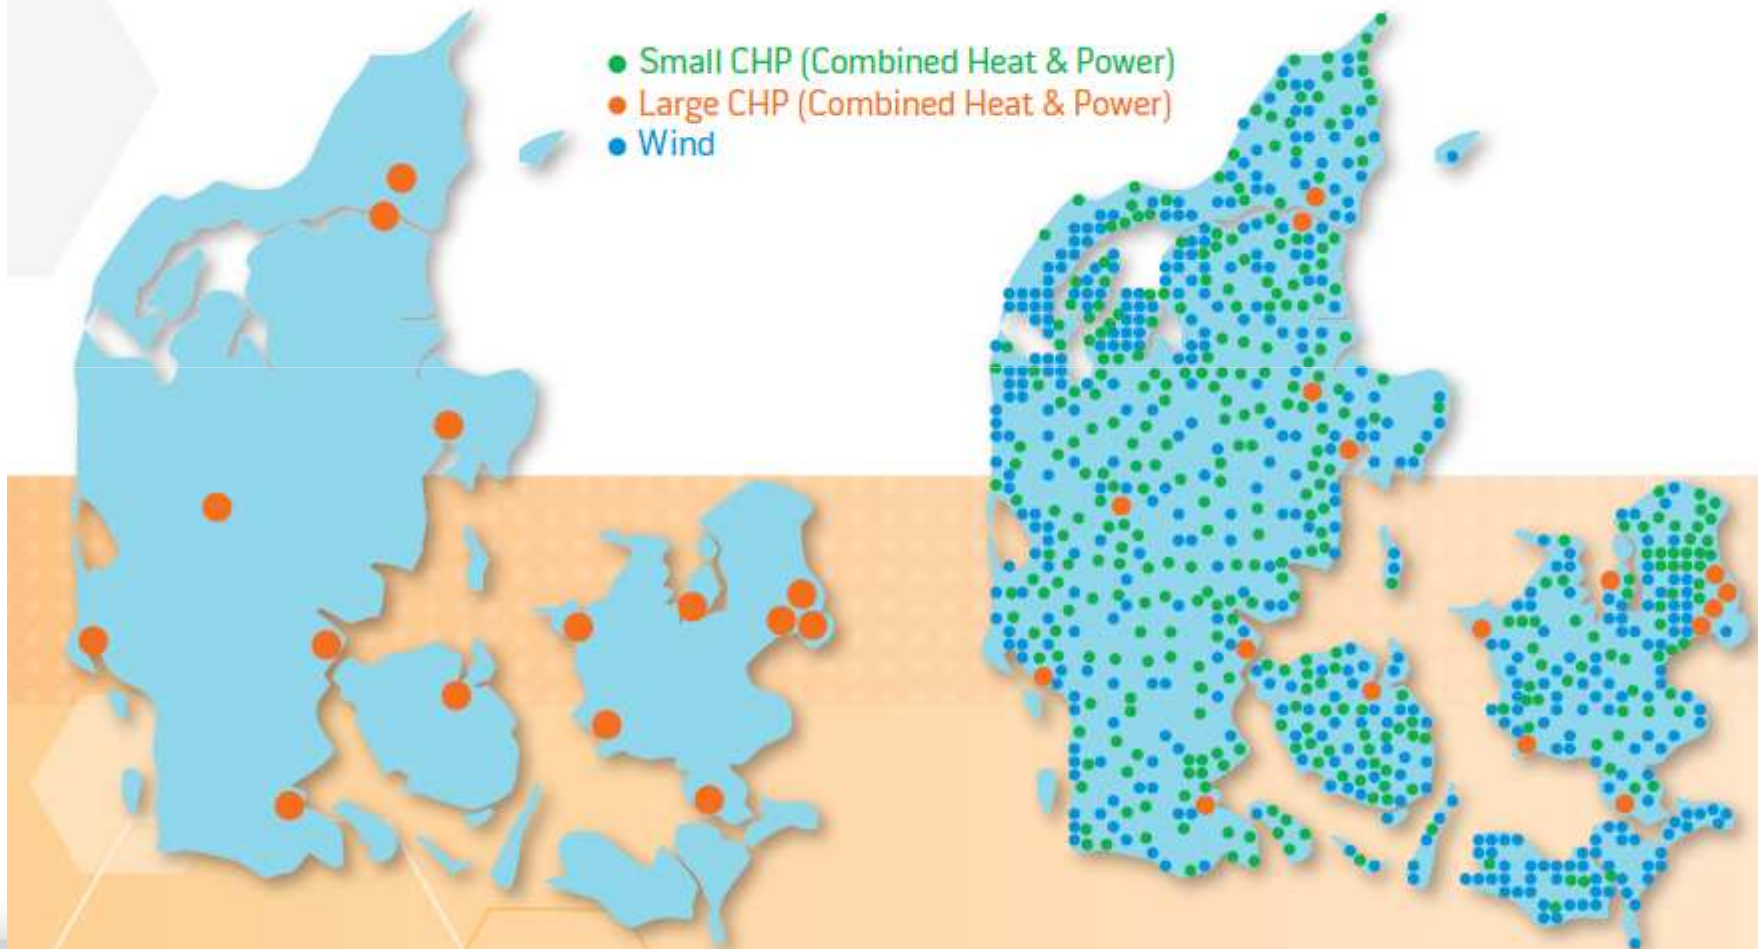 Small CHP (Combined Heat & Power)
Large CHP (Combined Heat & Power)
Wind